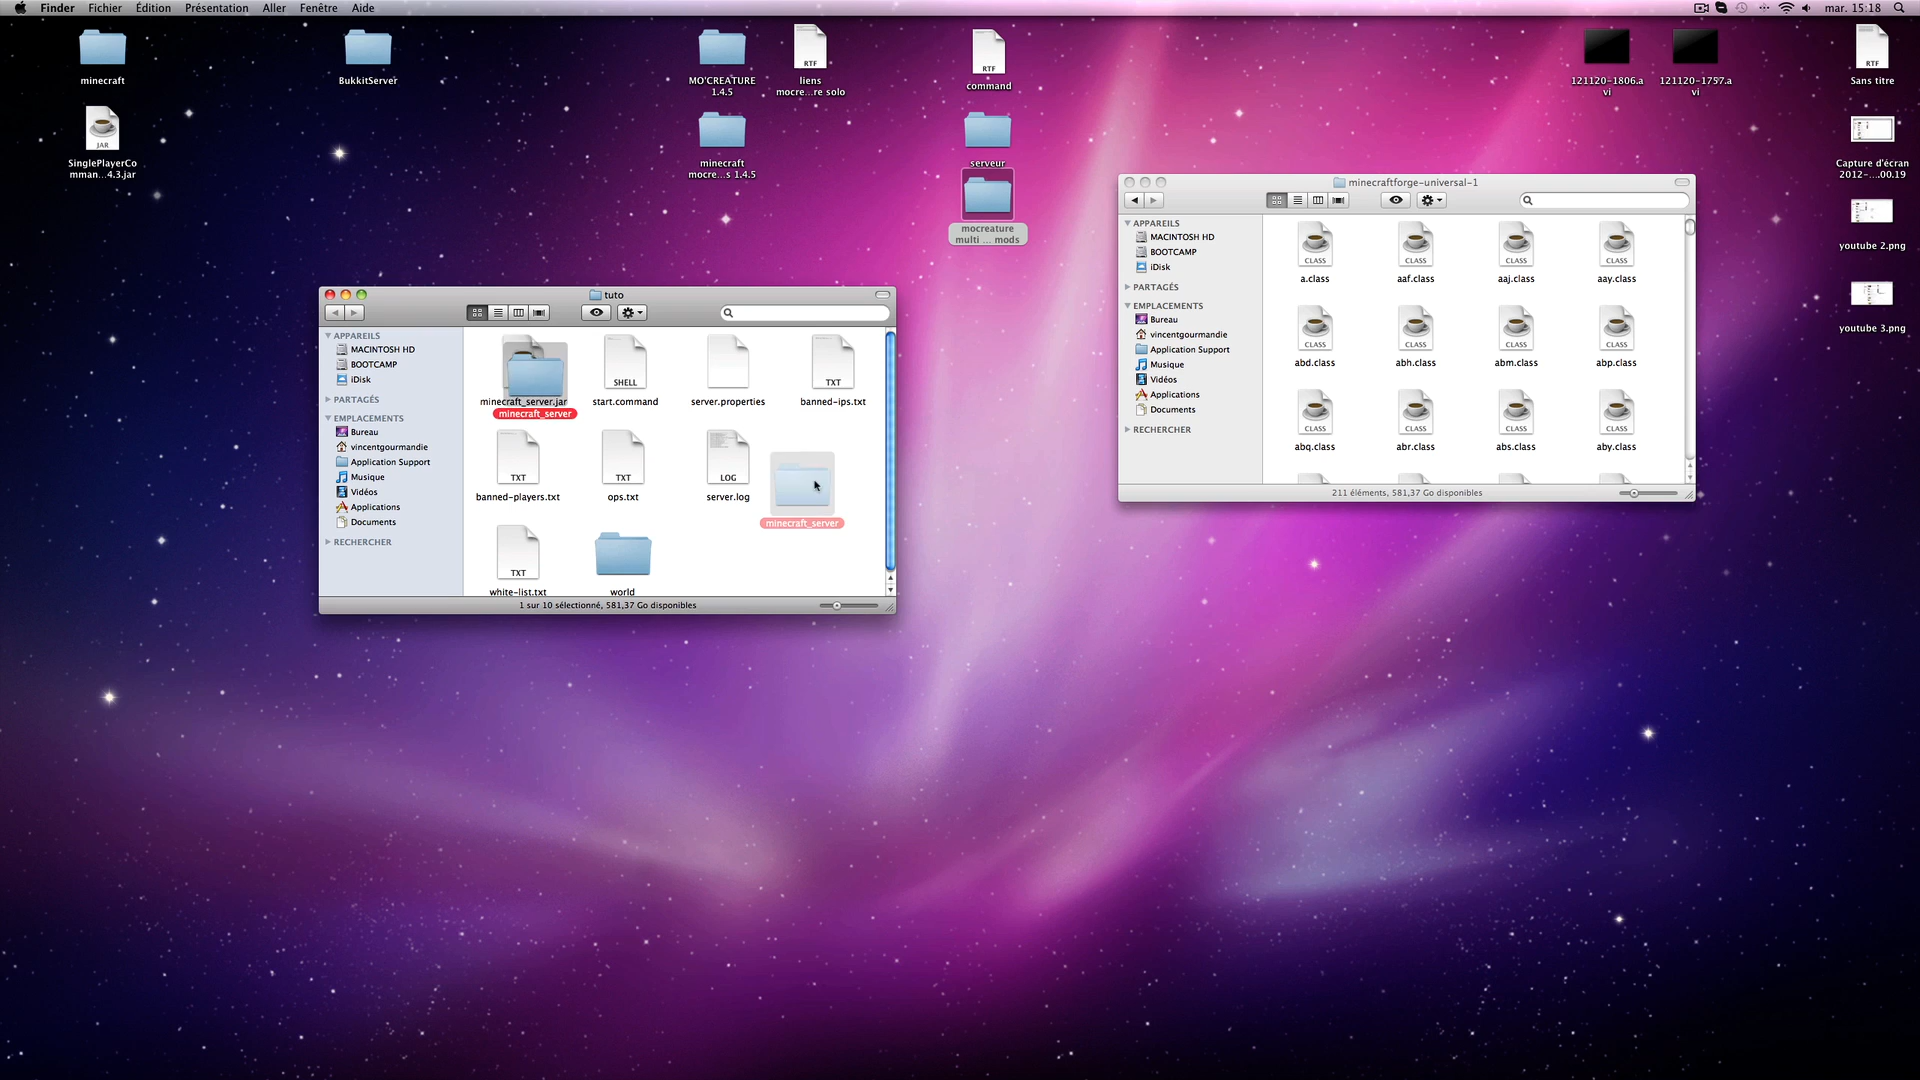 Finder Fichier Édition Présentation Aller Fenêtre Aide
mar. 15:18
minecraft
BukkitServer
MO'CREATURE
1.4.5
RTF
liens
mocre...re solo
RTF
command
121120-1806.a
vi
121120-1757.a
vi
RTF
Sans titre
JAR
SinglePlayerCo
mman...4.3.jar
minecraft
mocre...s 1.4.5
serveur
mocreature
multi ... mods
Capture d'écran
2012-....00.19
youtube 2.png
youtube 3.png
tuto
APPAREILS
MACINTOSH HD
BOOTCAMP
iDisk
PARTAGÉS
EMPLACEMENTS
Bureau
vincentgourmandie
Application Support
Musique
Vidéos
Applications
Documents
RECHERCHER
minecraft_server.jar
minecraft_server
SHELL
start.command
server.properties
TXT
banned-ips.txt
TXT
banned-players.txt
TXT
ops.txt
LOG
server.log
minecraft_server
TXT
white-list.txt
world
1 sur 10 sélectionné, 581,37 Go disponibles
minecraftforge-universal-1
APPAREILS
MACINTOSH HD
BOOTCAMP
iDisk
PARTAGÉS
EMPLACEMENTS
Bureau
vincentgourmandie
Application Support
Musique
Vidéos
Applications
Documents
RECHERCHER
CLASS CLASS CLASS CLASS
a.class aaf.class aaj.class aay.class
CLASS CLASS CLASS CLASS
abd.class abh.class abm.class abp.class
CLASS CLASS CLASS CLASS
abq.class abr.class abs.class aby.class
211 éléments, 581,37 Go disponibles